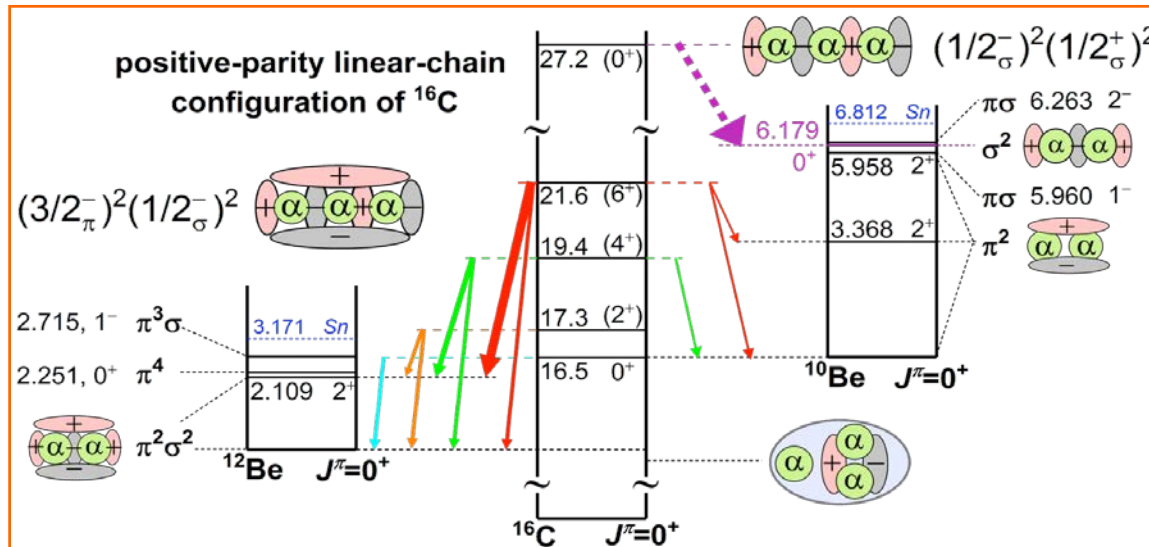 positive-parity linear-chain
configuration of ¹⁶C
(3/2⁻π)²(1/2⁻σ)²
+
+ α α + α −
−
2.715, 1⁻ π³σ
2.251, 0⁺ π⁴
π²σ²
+
+ α α +
−
3.171 Sn
2.109 2⁺
¹²Be Jπ=0⁺
27.2 (0⁺)
21.6 (6⁺)
19.4 (4⁺)
17.3 (2⁺)
16.5 0⁺
¹⁶C Jπ=0⁺
+ α − α + α −
(1/2⁻σ)²(1/2⁺σ)²
6.179
0⁺
6.812 Sn
5.958 2⁺
3.368 2⁺
¹⁰Be Jπ=0⁺
πσ 6.263 2⁻
σ²
+ α α +
πσ 5.960 1⁻
π²
+
α α
−
α
α
+ −
α